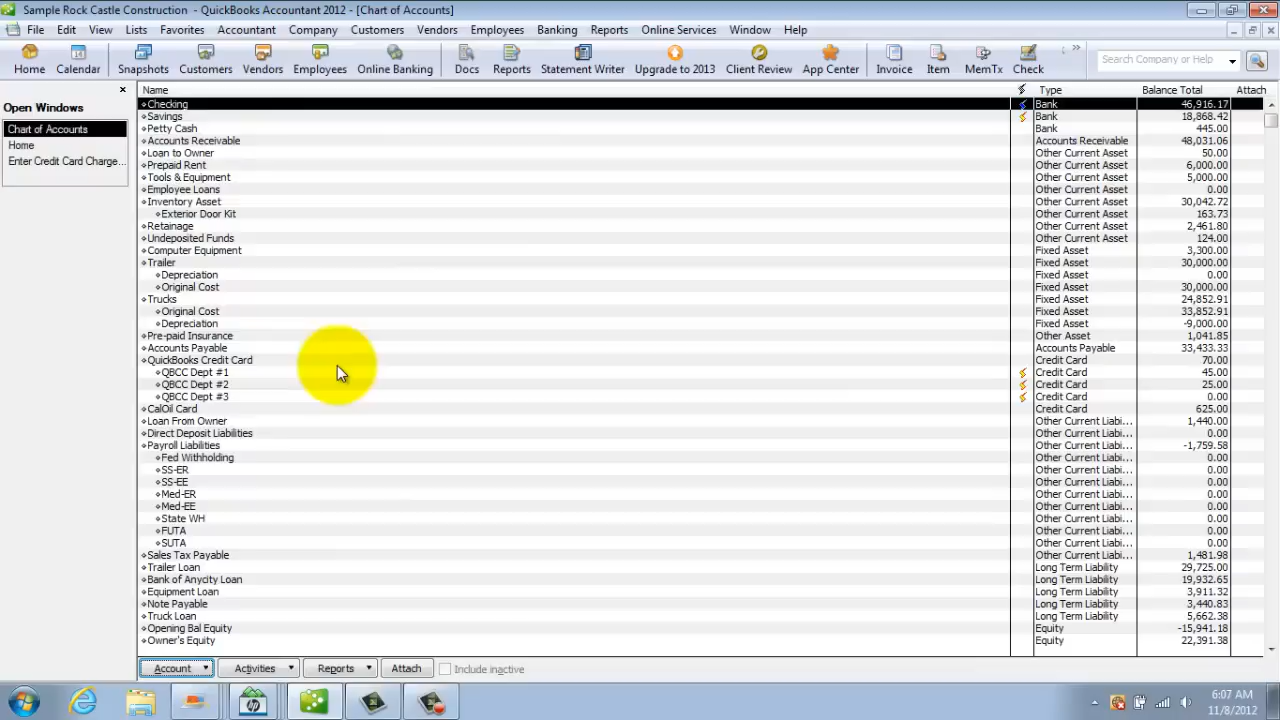 Sample Rock Castle Construction - QuickBooks Accountant 2012 - [Chart of Accounts]
File Edit View Lists Favorites Accountant Company Customers Vendors Employees Banking Reports Online Services Window Help
Home Calendar Snapshots Customers Vendors Employees Online Banking Docs Reports Statement Writer Upgrade to 2013 Client Review App Center Invoice Item MemTx Check
Search Company or Help
Open Windows
Chart of Accounts
Home
Enter Credit Card Charge...
Name Type Balance Total Attach
Checking Bank 46,916.17
Savings Bank 18,868.42
Petty Cash Bank 445.00
Accounts Receivable Accounts Receivable 48,031.06
Loan to Owner Other Current Asset 50.00
Prepaid Rent Other Current Asset 6,000.00
Tools & Equipment Other Current Asset 5,000.00
Employee Loans Other Current Asset 0.00
Inventory Asset Other Current Asset 30,042.72
Exterior Door Kit Other Current Asset 163.73
Retainage Other Current Asset 2,461.80
Undeposited Funds Other Current Asset 124.00
Computer Equipment Fixed Asset 3,300.00
Trailer Fixed Asset 30,000.00
Depreciation Fixed Asset 0.00
Original Cost Fixed Asset 30,000.00
Trucks Fixed Asset 24,852.91
Original Cost Fixed Asset 33,852.91
Depreciation Fixed Asset -9,000.00
Pre-paid Insurance Other Asset 1,041.85
Accounts Payable Accounts Payable 33,433.33
QuickBooks Credit Card Credit Card 70.00
QBCC Dept #1 Credit Card 45.00
QBCC Dept #2 Credit Card 25.00
QBCC Dept #3 Credit Card 0.00
CalOil Card Credit Card 625.00
Loan From Owner Other Current Liabi... 1,440.00
Direct Deposit Liabilities Other Current Liabi... 0.00
Payroll Liabilities Other Current Liabi... -1,759.58
Fed Withholding Other Current Liabi... 0.00
SS-ER Other Current Liabi... 0.00
SS-EE Other Current Liabi... 0.00
Med-ER Other Current Liabi... 0.00
Med-EE Other Current Liabi... 0.00
State WH Other Current Liabi... 0.00
FUTA Other Current Liabi... 0.00
SUTA Other Current Liabi... 0.00
Sales Tax Payable Other Current Liabi... 1,481.98
Trailer Loan Long Term Liability 29,725.00
Bank of Anycity Loan Long Term Liability 19,932.65
Equipment Loan Long Term Liability 3,911.32
Note Payable Long Term Liability 3,440.83
Truck Loan Long Term Liability 5,662.38
Opening Bal Equity Equity -15,941.18
Owner's Equity Equity 22,391.38
Account Activities Reports Attach Include inactive
6:07 AM
11/8/2012